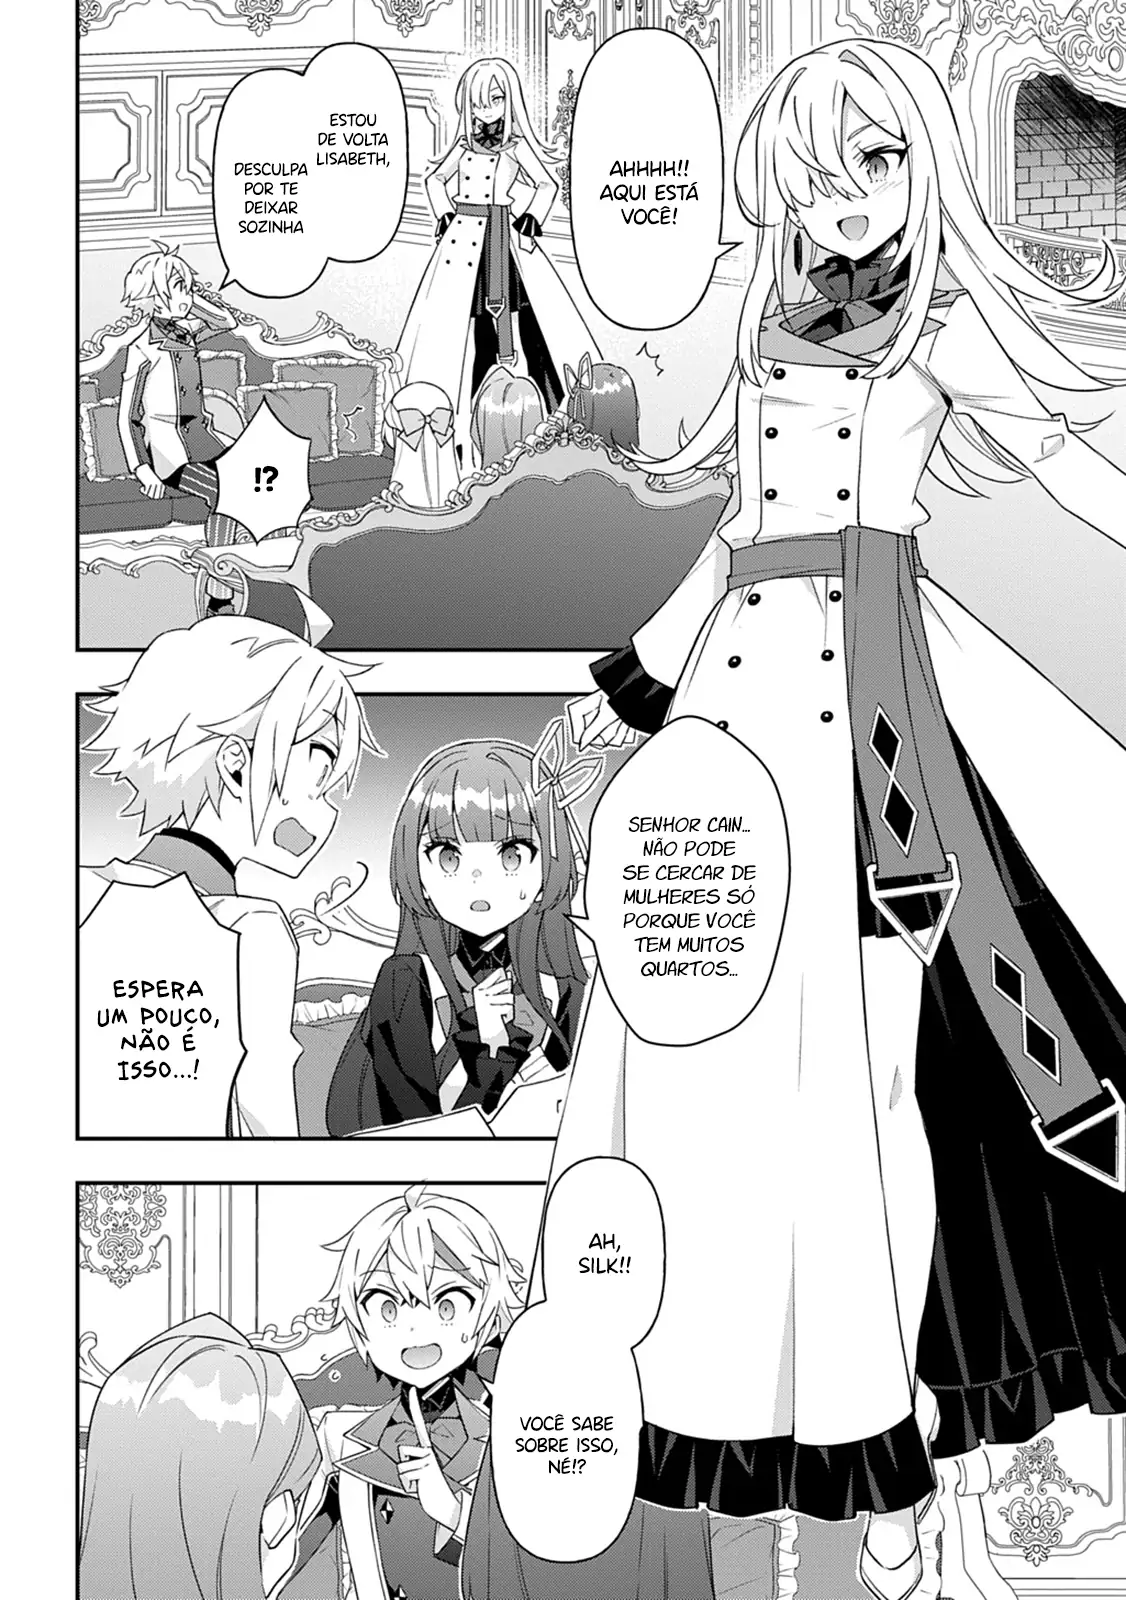 AHHHH!!
AQUI ESTÁ
VOCÊ!
ESTOU
DE VOLTA
LISABETH,
DESCULPA
POR TE
DEIXAR
SOZINHA
!?
SENHOR CAIN...
NÃO PODE
SE CERCAR DE
MULHERES SÓ
PORQUE VOCÊ
TEM MUITOS
QUARTOS...
ESPERA
UM POUCO,
NÃO É
ISSO...!
AH,
SILK!!
VOCÊ SABE
SOBRE ISSO,
NÉ!?